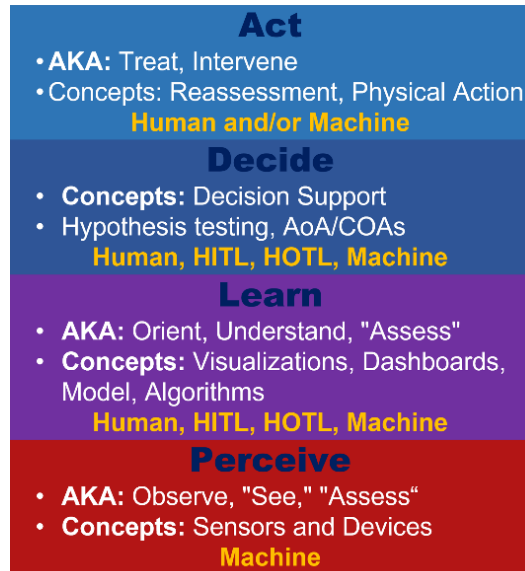 Act
•AKA: Treat, Intervene
•Concepts: Reassessment, Physical Action
Human and/or Machine
Decide
• Concepts: Decision Support
• Hypothesis testing, AoA/COAs
Human, HITL, HOTL, Machine
Learn
• AKA: Orient, Understand, "Assess"
• Concepts: Visualizations, Dashboards,
Model, Algorithms
Human, HITL, HOTL, Machine
Perceive
• AKA: Observe, "See," "Assess“
• Concepts: Sensors and Devices
Machine